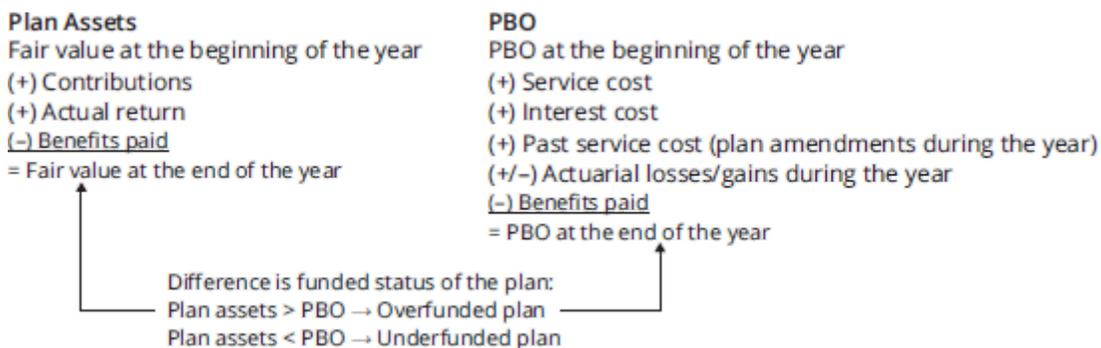 Plan Assets
Fair value at the beginning of the year
(+) Contributions
(+) Actual return
(–) Benefits paid
= Fair value at the end of the year
PBO
PBO at the beginning of the year
(+) Service cost
(+) Interest cost
(+) Past service cost (plan amendments during the year)
(+/–) Actuarial losses/gains during the year
(–) Benefits paid
= PBO at the end of the year
Difference is funded status of the plan:
Plan assets > PBO → Overfunded plan
Plan assets < PBO → Underfunded plan